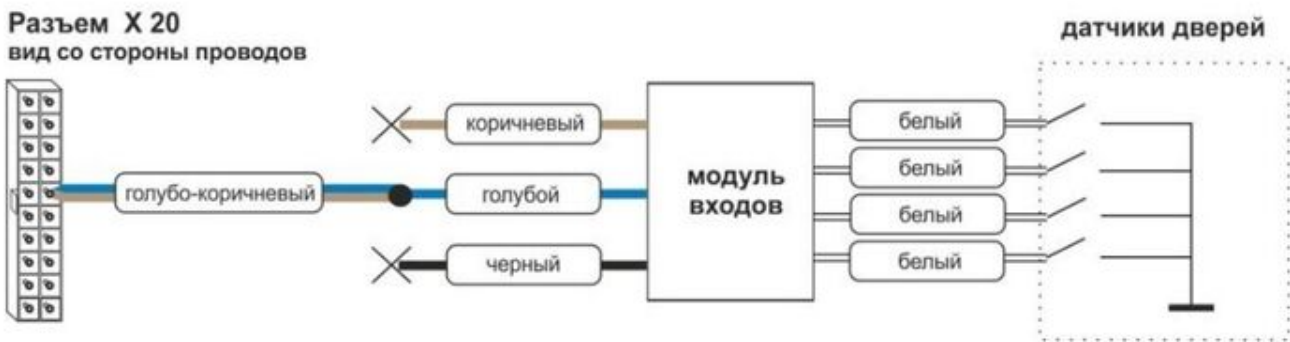 Разъем X 20
вид со стороны проводов
датчики дверей
коричневый
белый
голубо-коричневый
голубой
модуль
входов
белый
белый
черный
белый